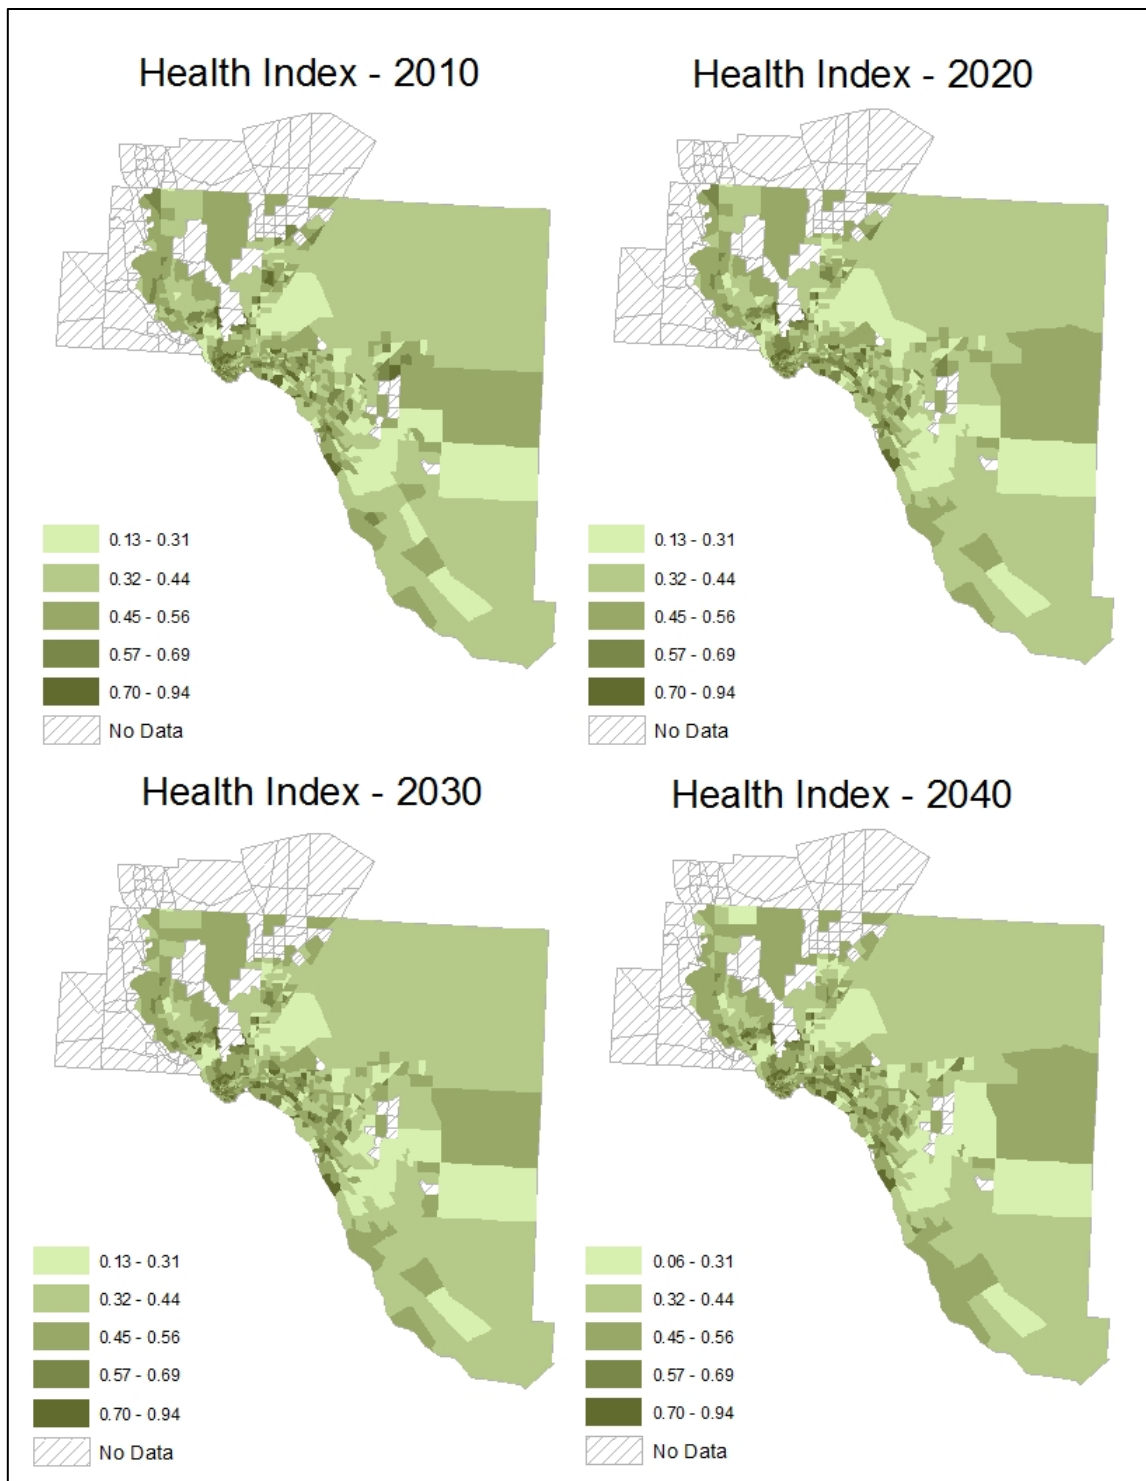 Health Index - 2010
0.13 - 0.31
0.32 - 0.44
0.45 - 0.56
0.57 - 0.69
0.70 - 0.94
No Data
Health Index - 2020
0.13 - 0.31
0.32 - 0.44
0.45 - 0.56
0.57 - 0.69
0.70 - 0.94
No Data
Health Index - 2030
0.13 - 0.31
0.32 - 0.44
0.45 - 0.56
0.57 - 0.69
0.70 - 0.94
No Data
Health Index - 2040
0.06 - 0.31
0.32 - 0.44
0.45 - 0.56
0.57 - 0.69
0.70 - 0.94
No Data